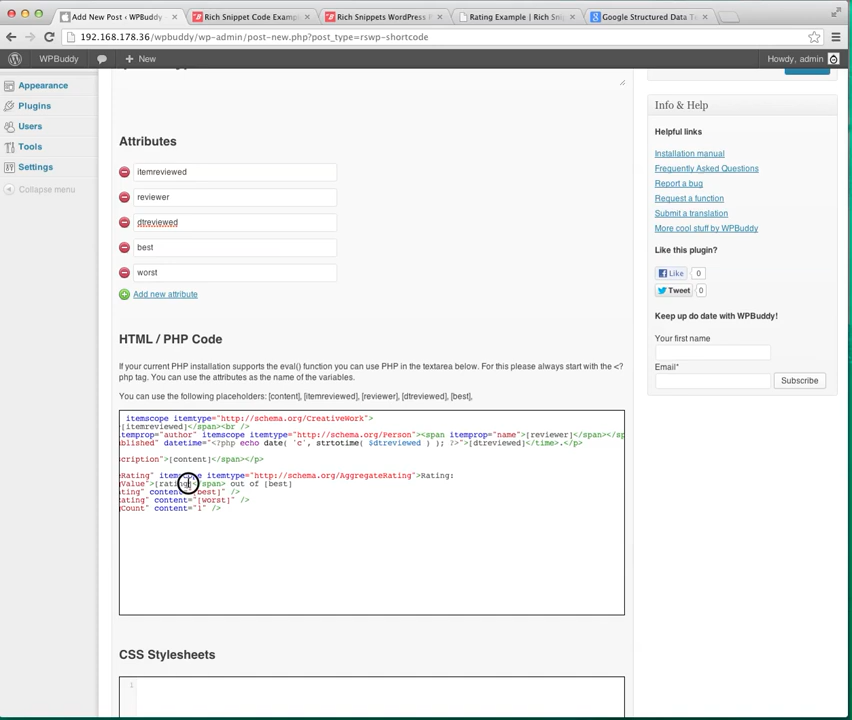 Add New Post ‹ WPBuddy
Rich Snippet Code Examp
Rich Snippets WordPress P
Rating Example | Rich Snip
Google Structured Data Te
192.168.178.36/wpbuddy/wp-admin/post-new.php?post_type=rswp-shortcode
WPBuddy
New
Howdy, admin
Appearance
Plugins
Users
Tools
Settings
Collapse menu
Attributes
itemreviewed
reviewer
dtreviewed
best
worst
Add new attribute
HTML / PHP Code
If your current PHP installation supports the eval() function you can use PHP in the textarea below. For this please always start with the <?
php tag. You can use the attributes as the name of the variables.
You can use the following placeholders: [content], [itemreviewed], [reviewer], [dtreviewed], [best],
itemscope itemtype="http://schema.org/CreativeWork">
[itemreviewed]</span><br />
itemprop="author" itemscope itemtype="http://schema.org/Person"><span itemprop="name">[reviewer]</span></sp
ublished" datetime="<?php echo date( 'c', strtotime( $dtreviewed ) ); ?>">[dtreviewed]</time>.</p>
scription">[content]</span></p>
eRating" itemscope itemtype="http://schema.org/AggregateRating">Rating:
gValue">[rating]</span> out of [best]
ating" content="[best]" />
ating" content="[worst]" />
gCount" content="1" />
CSS Stylesheets
1
Info & Help
Helpful links
Installation manual
Frequently Asked Questions
Report a bug
Request a function
Submit a translation
More cool stuff by WPBuddy
Like this plugin?
Like 0
Tweet 0
Keep up do date with WPBuddy!
Your first name
Email*
Subscribe